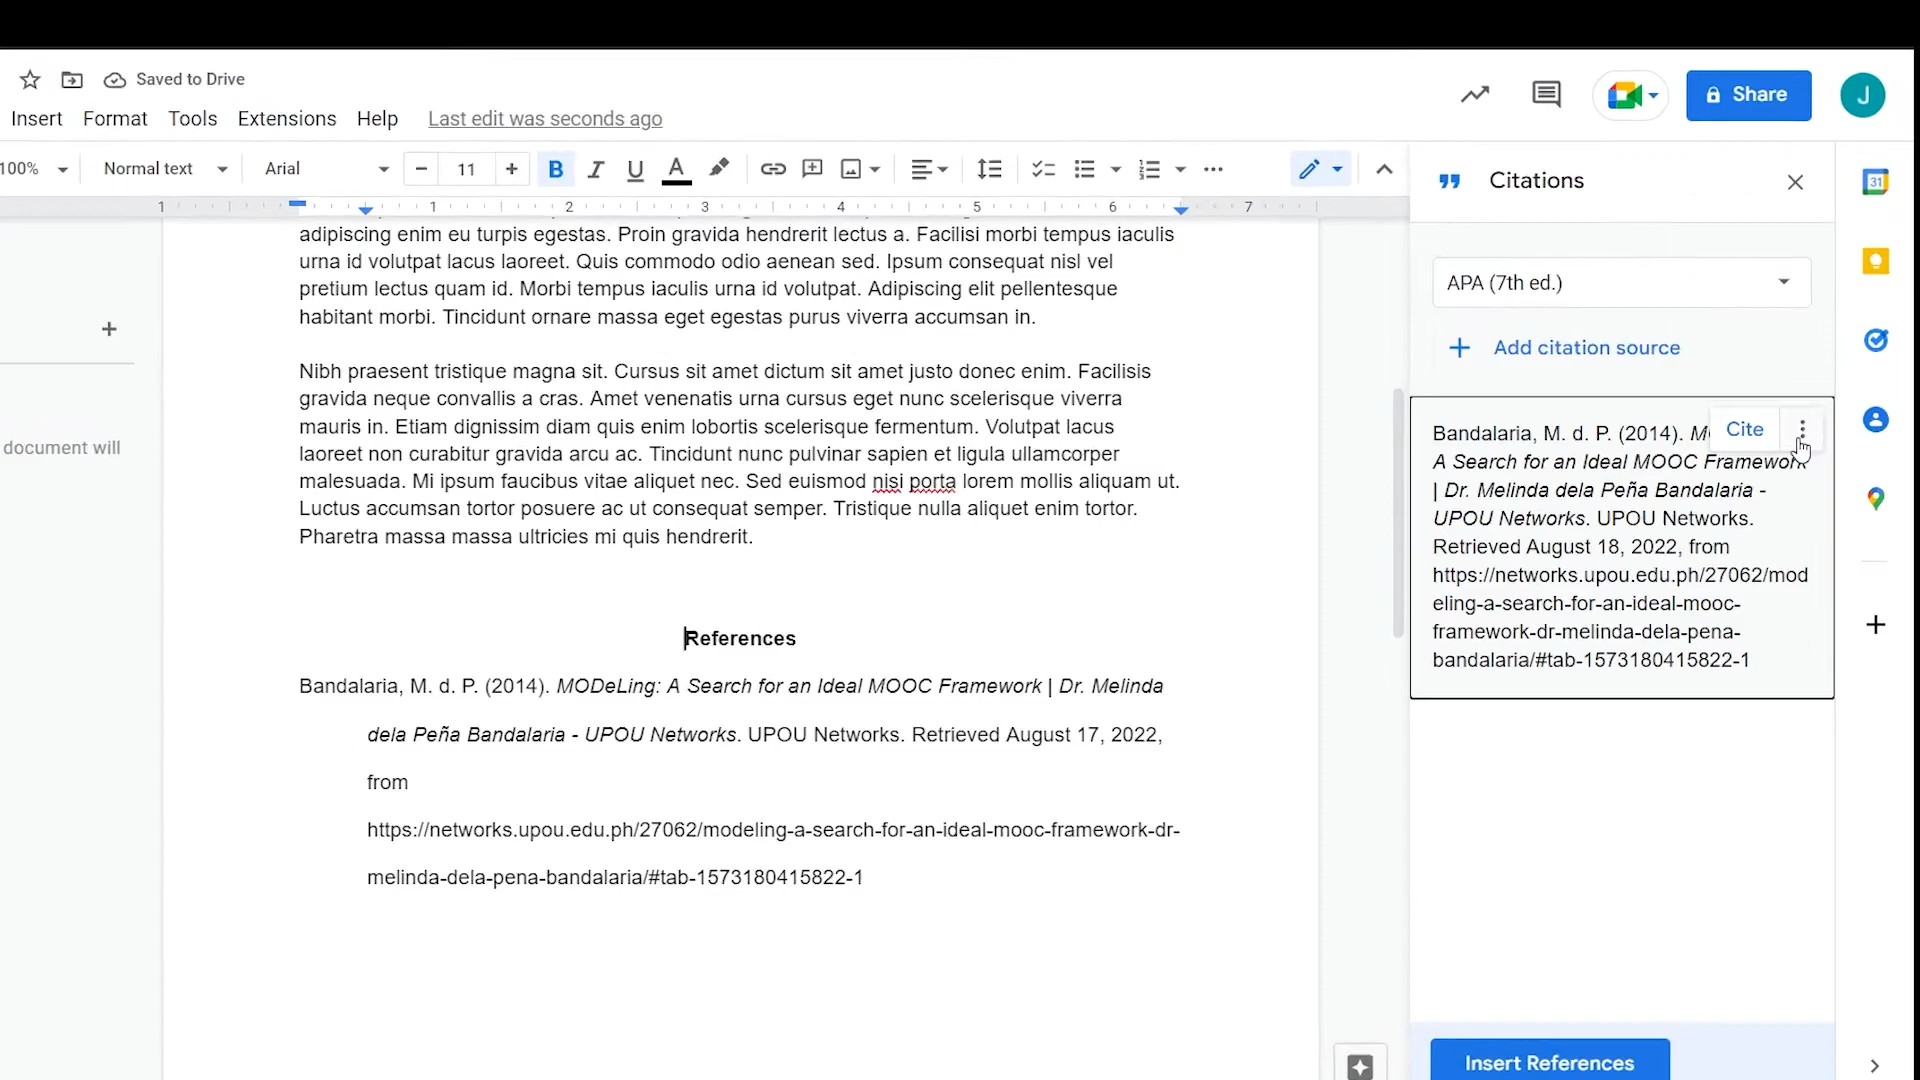 Saved to Drive
Insert Format Tools Extensions Help Last edit was seconds ago
Share
J
100% Normal text Arial 11
1 1 2 3 4 5 6 7
adipiscing enim eu turpis egestas. Proin gravida hendrerit lectus a. Facilisi morbi tempus iaculis
urna id volutpat lacus laoreet. Quis commodo odio aenean sed. Ipsum consequat nisl vel
pretium lectus quam id. Morbi tempus iaculis urna id volutpat. Adipiscing elit pellentesque
habitant morbi. Tincidunt ornare massa eget egestas purus viverra accumsan in.
document will
Nibh praesent tristique magna sit. Cursus sit amet dictum sit amet justo donec enim. Facilisis
gravida neque convallis a cras. Amet venenatis urna cursus eget nunc scelerisque viverra
mauris in. Etiam dignissim diam quis enim lobortis scelerisque fermentum. Volutpat lacus
laoreet non curabitur gravida arcu ac. Tincidunt nunc pulvinar sapien et ligula ullamcorper
malesuada. Mi ipsum faucibus vitae aliquet nec. Sed euismod nisi porta lorem mollis aliquam ut.
Luctus accumsan tortor posuere ac ut consequat semper. Tristique nulla aliquet enim tortor.
Pharetra massa massa ultricies mi quis hendrerit.
References
Bandalaria, M. d. P. (2014). MODeLing: A Search for an Ideal MOOC Framework | Dr. Melinda
dela Peña Bandalaria - UPOU Networks. UPOU Networks. Retrieved August 17, 2022,
from
https://networks.upou.edu.ph/27062/modeling-a-search-for-an-ideal-mooc-framework-dr-
melinda-dela-pena-bandalaria/#tab-1573180415822-1
Citations
APA (7th ed.)
Add citation source
Bandalaria, M. d. P. (2014). Cite
A Search for an Ideal MOOC Framework
| Dr. Melinda dela Peña Bandalaria -
UPOU Networks. UPOU Networks.
Retrieved August 18, 2022, from
https://networks.upou.edu.ph/27062/mod
eling-a-search-for-an-ideal-mooc-
framework-dr-melinda-dela-pena-
bandalaria/#tab-1573180415822-1
Insert References
31